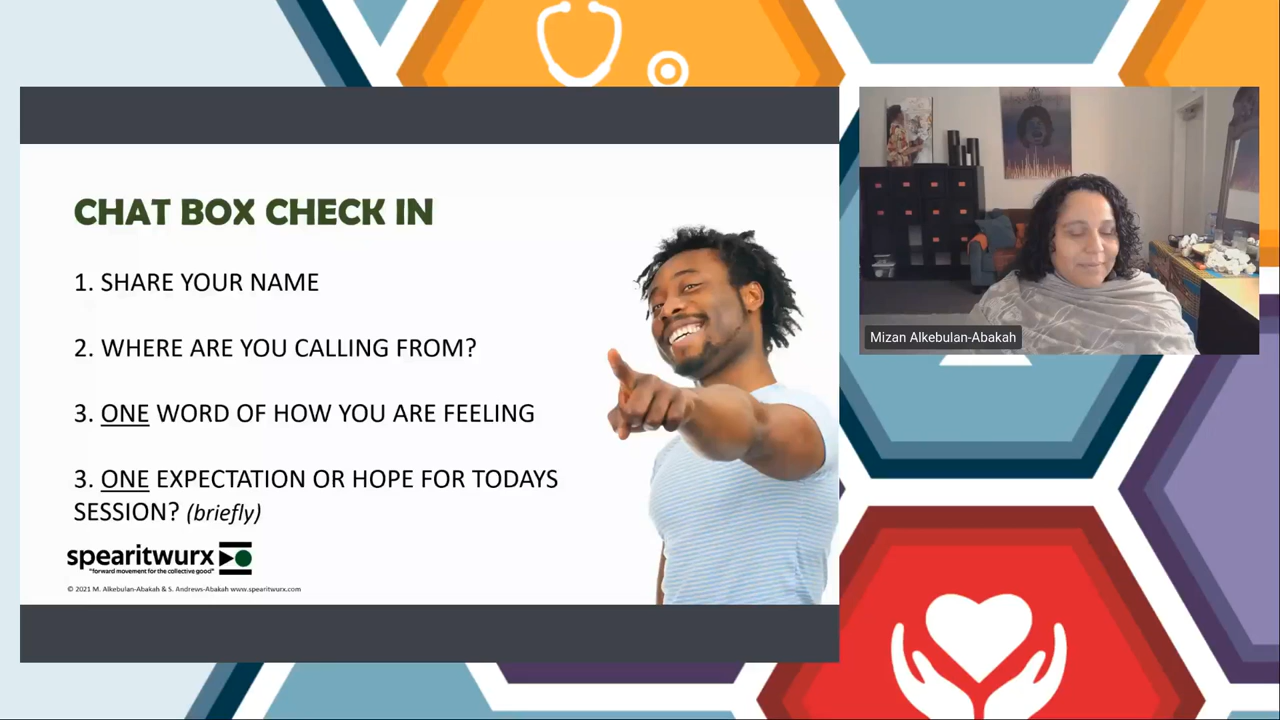 CHAT BOX CHECK IN
1. SHARE YOUR NAME
2. WHERE ARE YOU CALLING FROM?
3. ONE WORD OF HOW YOU ARE FEELING
3. ONE EXPECTATION OR HOPE FOR TODAYS
SESSION? (briefly)
spearitwurx
"forward movement for the collective good"
© 2021 M. Alkebulan-Abakah & S. Andrews-Abakah www.spearitwurx.com
Mizan Alkebulan-Abakah